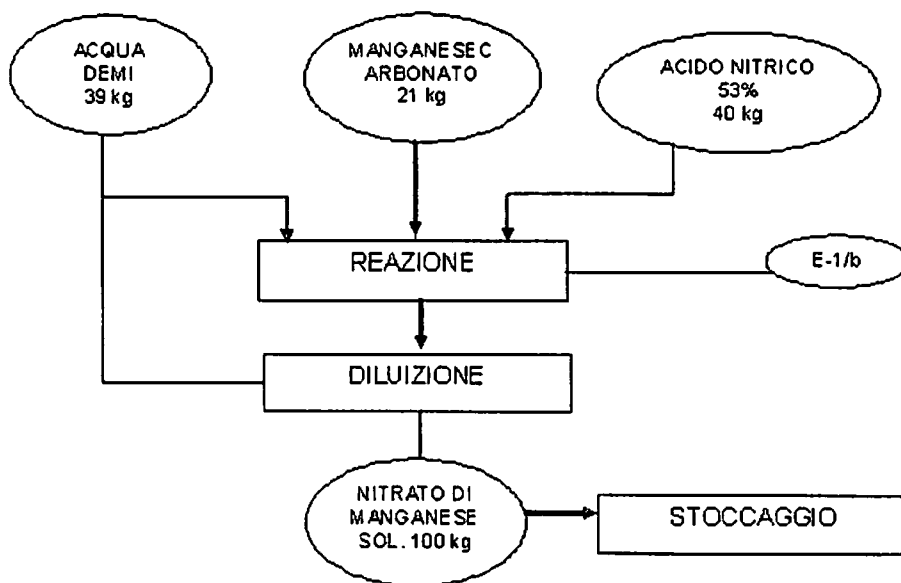 ACQUA
DEMI
39 kg
MANGANESE C
ARBONATO
21 kg
ACIDO NITRICO
53%
40 kg
REAZIONE
E-1/b
DILUIZIONE
NITRATO DI
MANGANESE
SOL. 100 kg
STOCCAGGIO